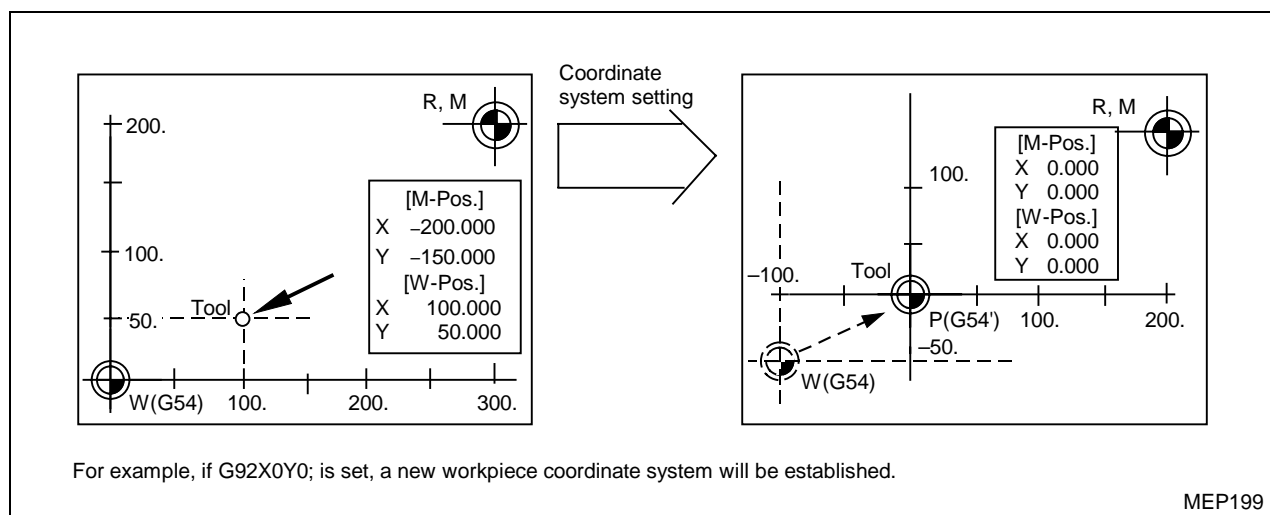 Coordinate
system setting
R, M
200.
100.
50.
Tool
W(G54)
100.
200.
300.
[M-Pos.]
X –200.000
Y –150.000
[W-Pos.]
X 100.000
Y 50.000
R, M
100.
[M-Pos.]
X 0.000
Y 0.000
[W-Pos.]
X 0.000
Y 0.000
–100.
Tool
P(G54')
100.
200.
–50.
W(G54)
For example, if G92X0Y0; is set, a new workpiece coordinate system will be established.
MEP199